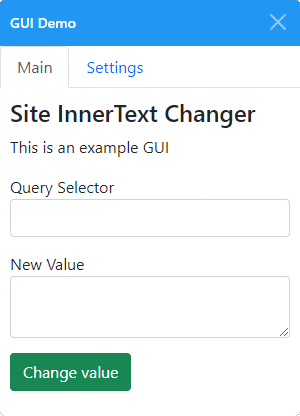 GUI Demo
Main Settings
Site InnerText Changer
This is an example GUI
Query Selector
New Value
Change value